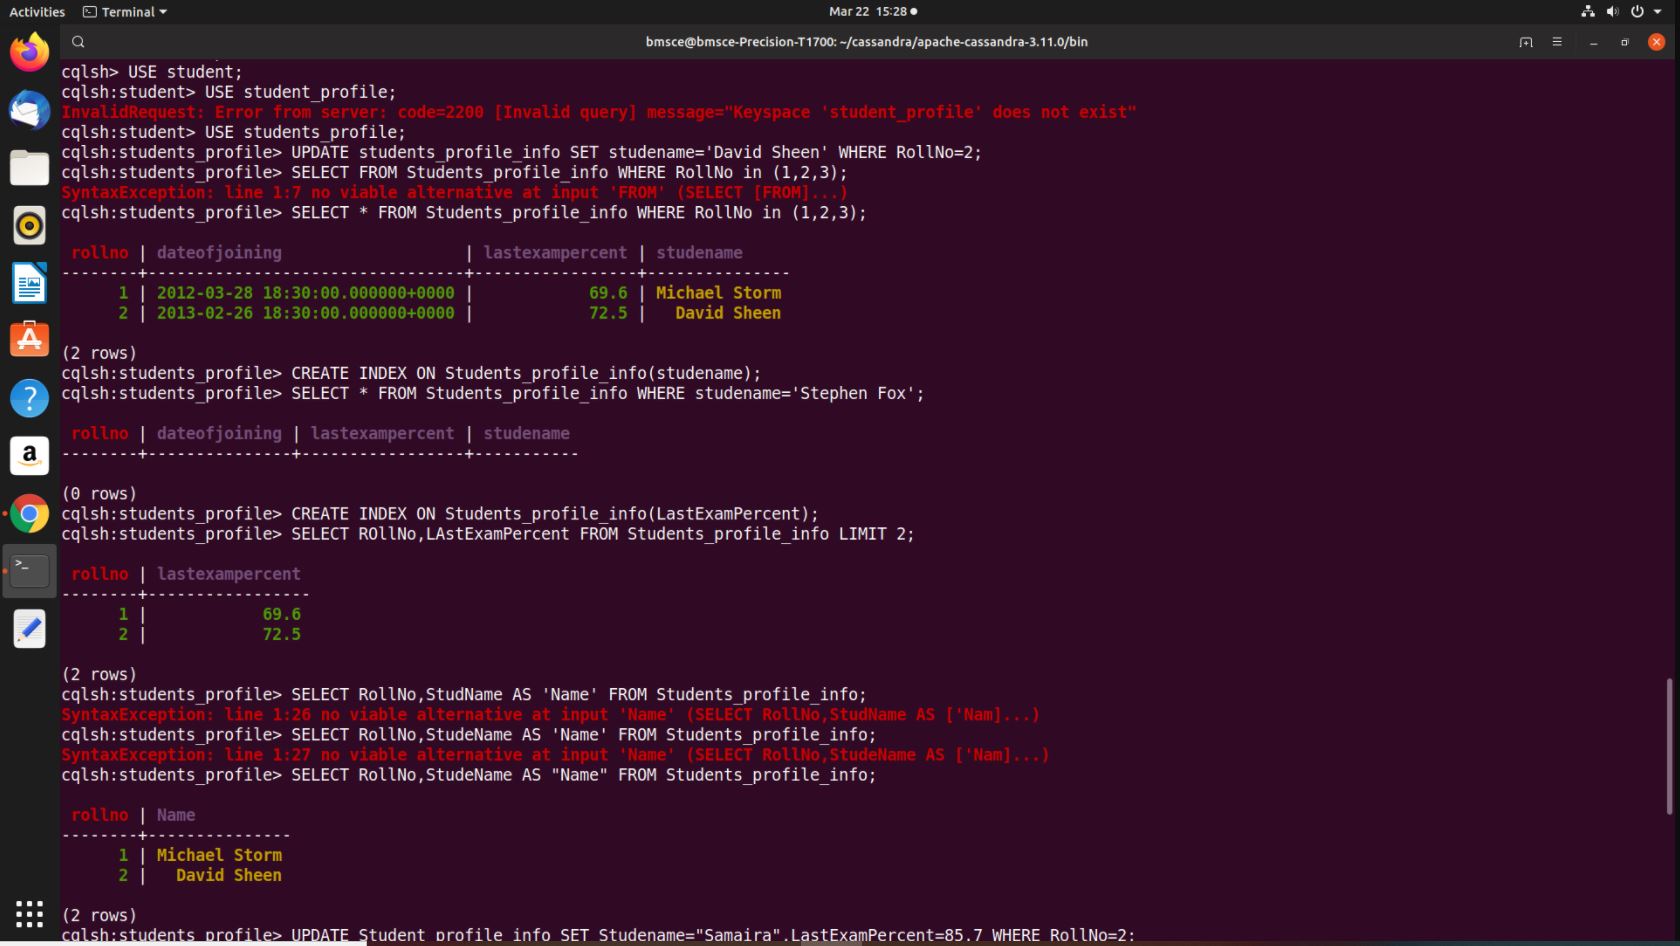 Activities Terminal Mar 22 15:28
bmsce@bmsce-Precision-T1700: ~/cassandra/apache-cassandra-3.11.0/bin
cqlsh> USE student;
cqlsh:student> USE student_profile;
InvalidRequest: Error from server: code=2200 [Invalid query] message="Keyspace 'student_profile' does not exist"
cqlsh:student> USE students_profile;
cqlsh:students_profile> UPDATE students_profile_info SET studename='David Sheen' WHERE RollNo=2;
cqlsh:students_profile> SELECT FROM Students_profile_info WHERE RollNo in (1,2,3);
SyntaxException: line 1:7 no viable alternative at input 'FROM' (SELECT [FROM]...)
cqlsh:students_profile> SELECT * FROM Students_profile_info WHERE RollNo in (1,2,3);
rollno | dateofjoining | lastexampercent | studename
--------+---------------------------------+-----------------+---------------
1 | 2012-03-28 18:30:00.000000+0000 | 69.6 | Michael Storm
2 | 2013-02-26 18:30:00.000000+0000 | 72.5 | David Sheen
(2 rows)
cqlsh:students_profile> CREATE INDEX ON Students_profile_info(studename);
cqlsh:students_profile> SELECT * FROM Students_profile_info WHERE studename='Stephen Fox';
rollno | dateofjoining | lastexampercent | studename
--------+---------------+-----------------+-----------
(0 rows)
cqlsh:students_profile> CREATE INDEX ON Students_profile_info(LastExamPercent);
cqlsh:students_profile> SELECT ROllNo,LAstExamPercent FROM Students_profile_info LIMIT 2;
rollno | lastexampercent
--------+-----------------
1 | 69.6
2 | 72.5
(2 rows)
cqlsh:students_profile> SELECT RollNo,StudName AS 'Name' FROM Students_profile_info;
SyntaxException: line 1:26 no viable alternative at input 'Name' (SELECT RollNo,StudName AS ['Nam]...)
cqlsh:students_profile> SELECT RollNo,StudeName AS 'Name' FROM Students_profile_info;
SyntaxException: line 1:27 no viable alternative at input 'Name' (SELECT RollNo,StudeName AS ['Nam]...)
cqlsh:students_profile> SELECT RollNo,StudeName AS "Name" FROM Students_profile_info;
rollno | Name
--------+---------------
1 | Michael Storm
2 | David Sheen
(2 rows)
cqlsh:students_profile> UPDATE Student_profile_info SET Studename="Samaira",LastExamPercent=85.7 WHERE RollNo=2;